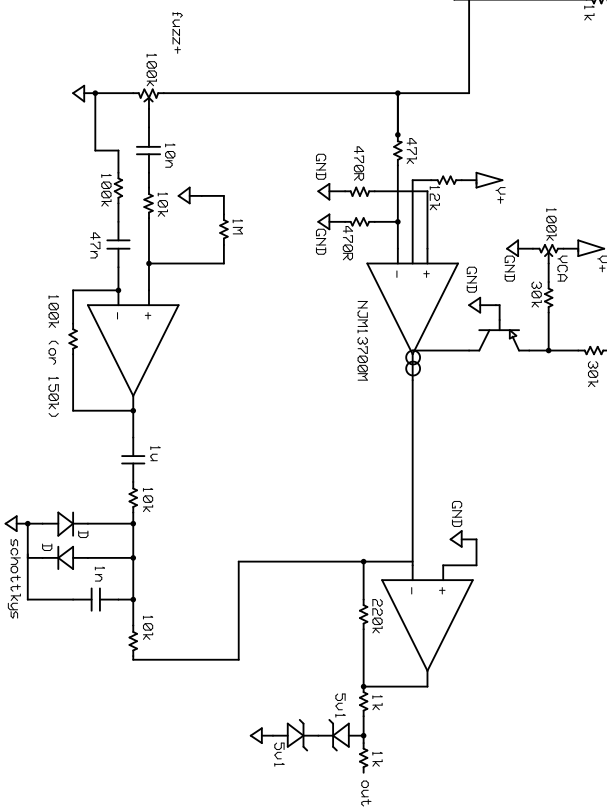 1k
fuzz+
100k
10n
10k
100k
47n
1M
47k
470R
GND
470R
GND
12k
V+
100k
VCA
V+
GND
30k
30k
GND
NJM13700M
-
+
-
+
100k (or 150k)
1u
10k
D
D
1n
schottkys
10k
GND
-
+
220k
1k
5v1
5v1
1k
out